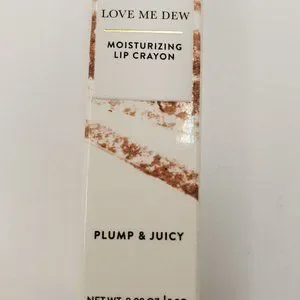 LOVE ME DEW
MOISTURIZING
LIP CRAYON
PLUMP & JUICY
NET WT.